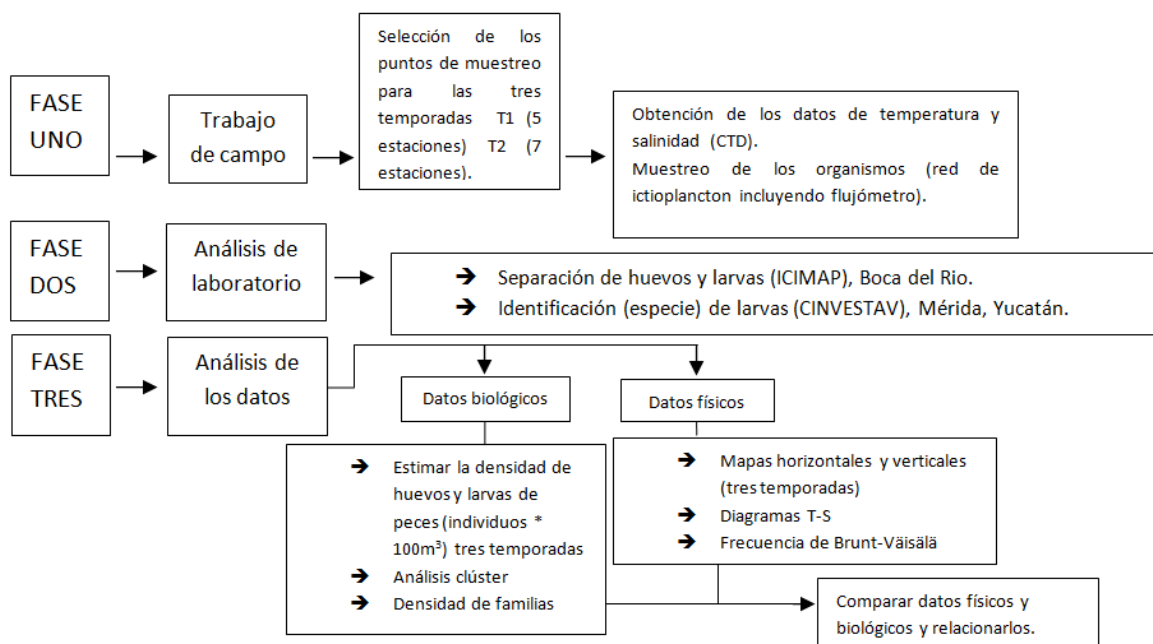 FASE
UNO
Trabajo
de campo
Selección de los
puntos de muestreo
para las tres
temporadas T1 (5
estaciones) T2 (7
estaciones).
Obtención de los datos de temperatura y
salinidad (CTD).
Muestreo de los organismos (red de
ictioplancton incluyendo flujómetro).
FASE
DOS
Análisis de
laboratorio
➔ Separación de huevos y larvas (ICIMAP), Boca del Rio.
➔ Identificación (especie) de larvas (CINVESTAV), Mérida, Yucatán.
FASE
TRES
Análisis de
los datos
Datos biológicos
Datos físicos
➔ Estimar la densidad de
huevos y larvas de
peces (individuos *
100m³) tres temporadas
➔ Análisis clúster
➔ Densidad de familias
➔ Mapas horizontales y verticales
(tres temporadas)
➔ Diagramas T-S
➔ Frecuencia de Brunt-Väisälä
Comparar datos físicos y
biológicos y relacionarlos.